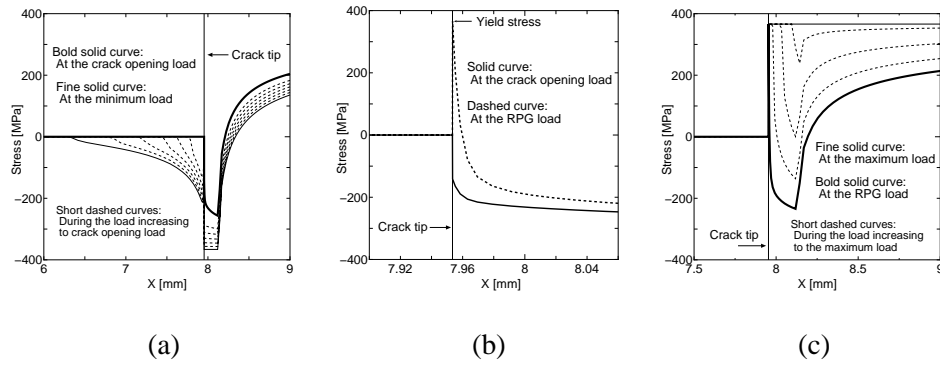 400
200
0
−200
−400
Stress [MPa]
Bold solid curve:
At the crack opening load
Fine solid curve:
At the minimum load
Crack tip
Short dashed curves:
During the load increasing
to crack opening load
6
7
8
9
X [mm]
(a)
400
200
0
−200
−400
Stress [MPa]
Yield stress
Solid curve:
At the crack opening load
Dashed curve:
At the RPG load
Crack tip
7.92
7.96
8
8.04
X [mm]
(b)
400
200
0
−200
−400
Stress [MPa]
Fine solid curve:
At the maximum load
Bold solid curve:
At the RPG load
Crack tip
Short dashed curves:
During the load increasing
to the maximum load
7.5
8
8.5
9
X [mm]
(c)